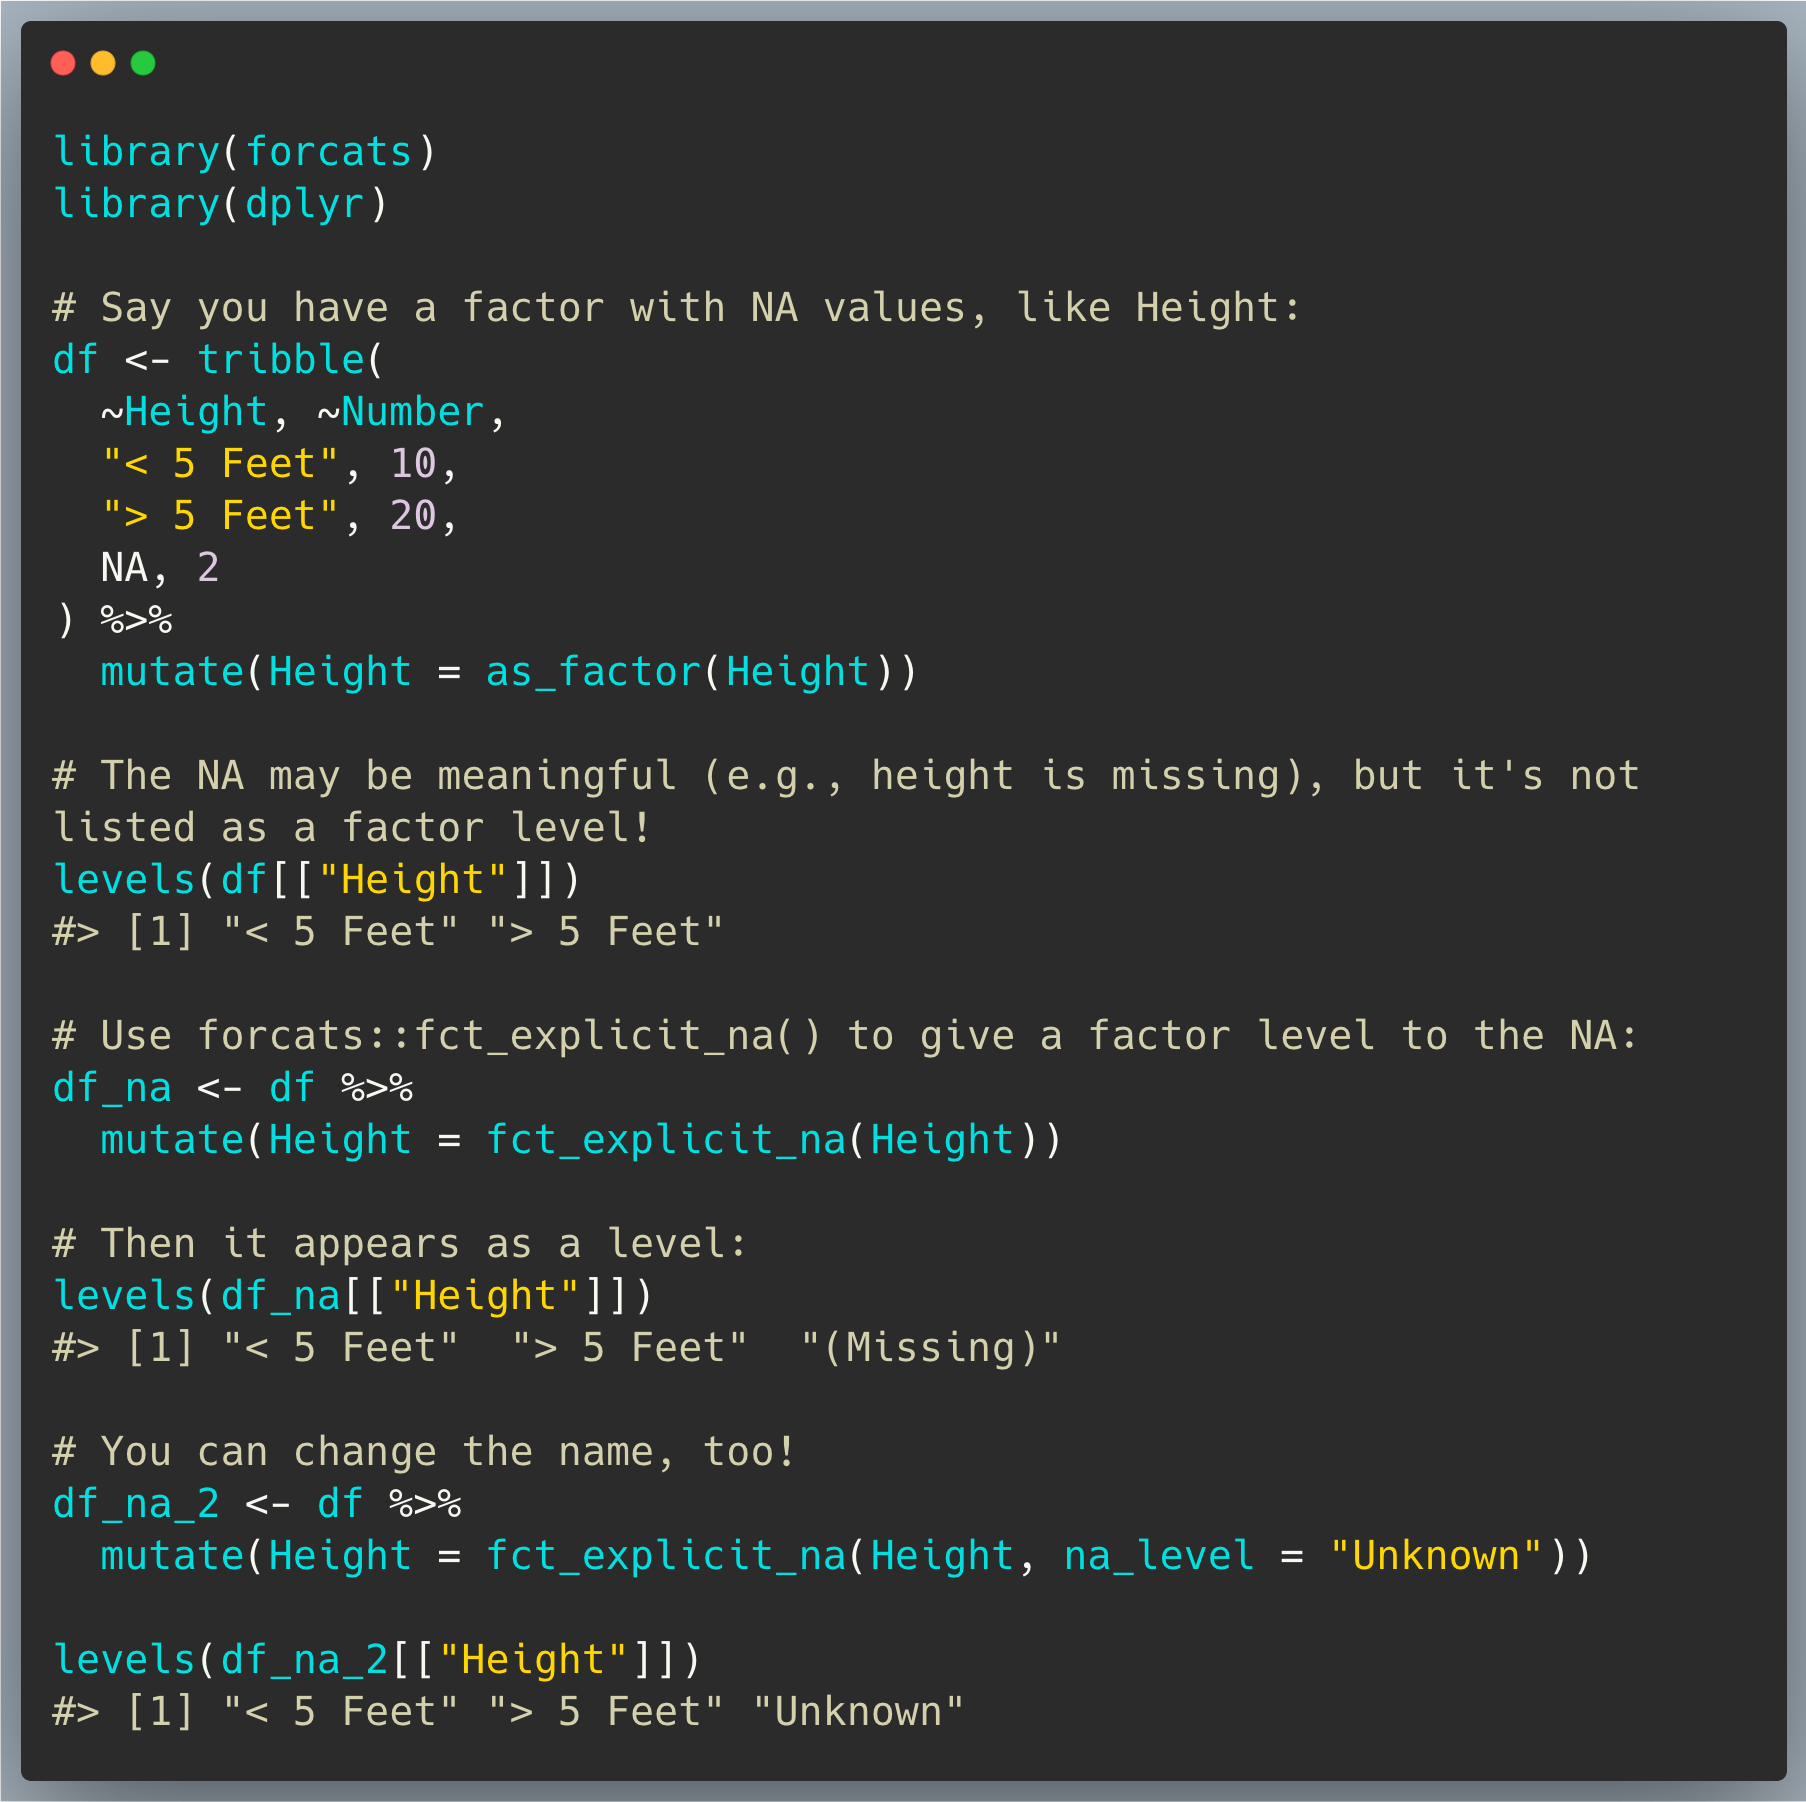 library(forcats)
library(dplyr)

# Say you have a factor with NA values, like Height:
df <- tribble(
  ~Height, ~Number,
  "< 5 Feet", 10,
  "> 5 Feet", 20,
  NA, 2
) %>%
  mutate(Height = as_factor(Height))

# The NA may be meaningful (e.g., height is missing), but it's not
listed as a factor level!
levels(df[["Height"]])
#> [1] "< 5 Feet" "> 5 Feet"

# Use forcats::fct_explicit_na() to give a factor level to the NA:
df_na <- df %>%
  mutate(Height = fct_explicit_na(Height))

# Then it appears as a level:
levels(df_na[["Height"]])
#> [1] "< 5 Feet"  "> 5 Feet"  "(Missing)"

# You can change the name, too!
df_na_2 <- df %>%
  mutate(Height = fct_explicit_na(Height, na_level = "Unknown"))

levels(df_na_2[["Height"]])
#> [1] "< 5 Feet" "> 5 Feet" "Unknown"